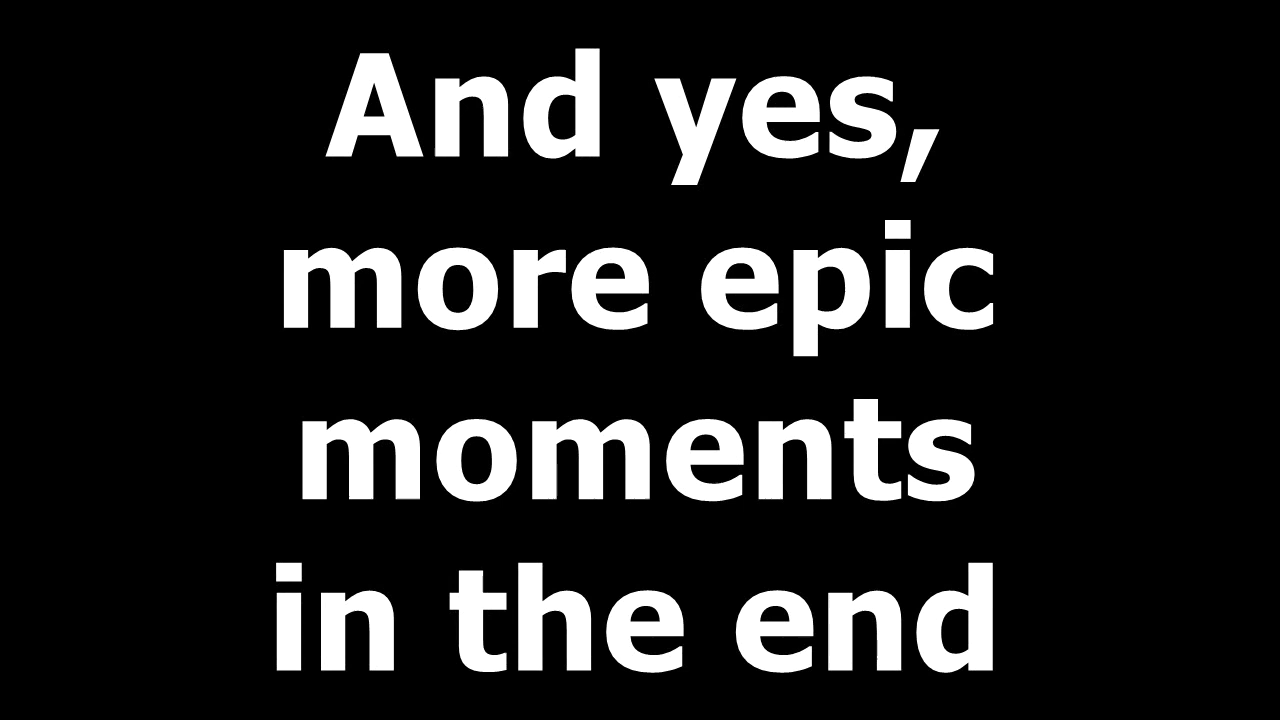 And yes,
more epic
moments
in the end